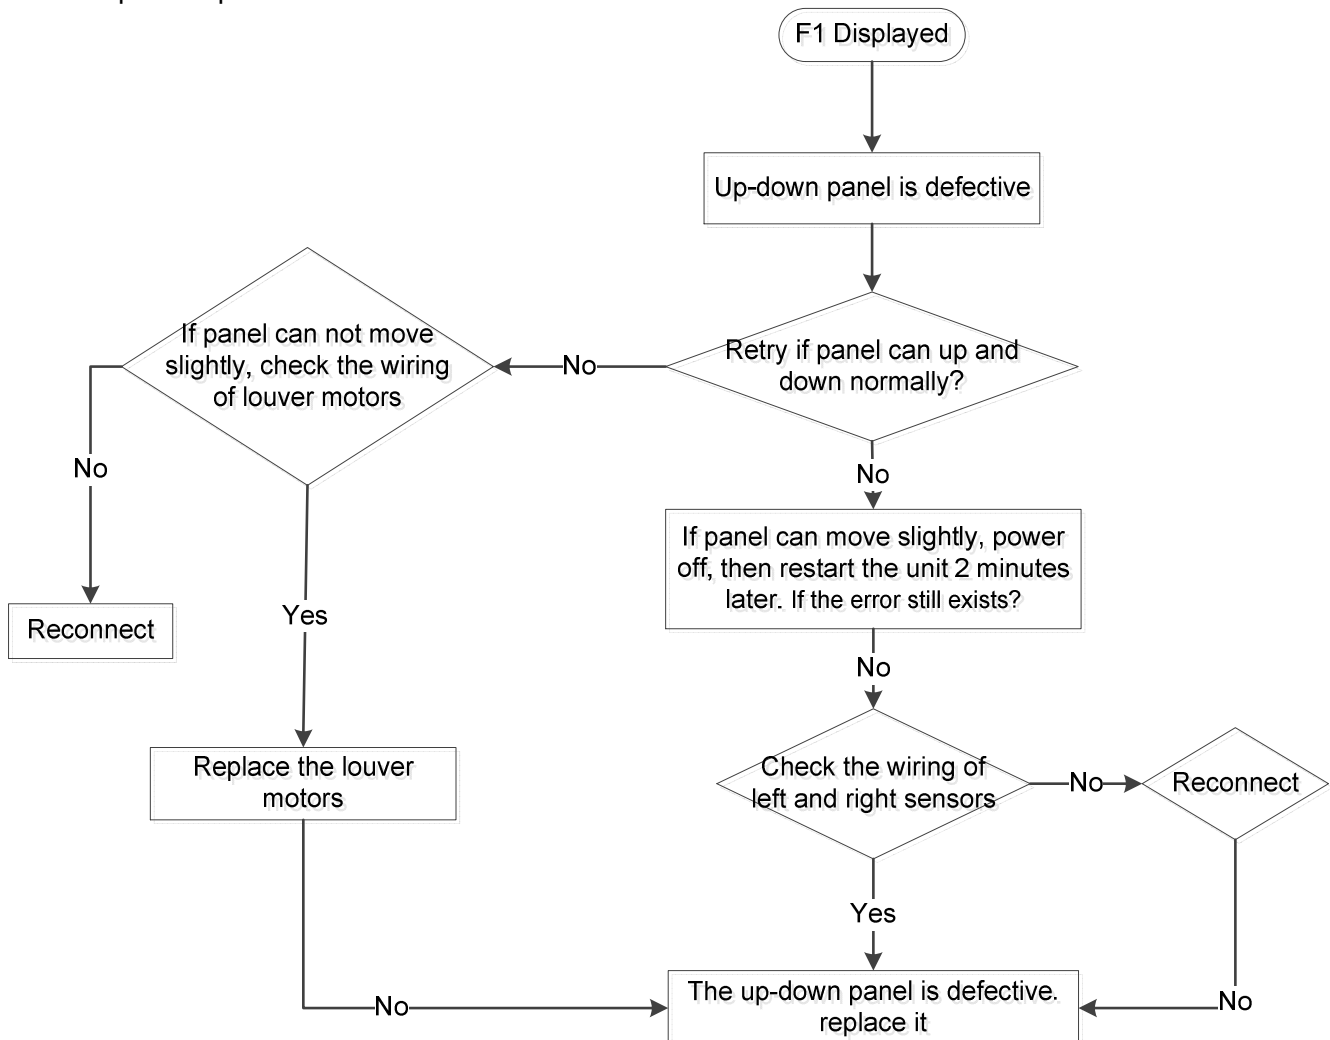 F1 Displayed
Up-down panel is defective
If panel can not move
slightly, check the wiring
of louver motors
No
Retry if panel can up and
down normally?
No
No
If panel can move slightly, power
off, then restart the unit 2 minutes
later. If the error still exists?
Yes
Reconnect
No
Replace the louver
motors
Check the wiring of
left and right sensors
No
Reconnect
Yes
No
The up-down panel is defective.
replace it
No